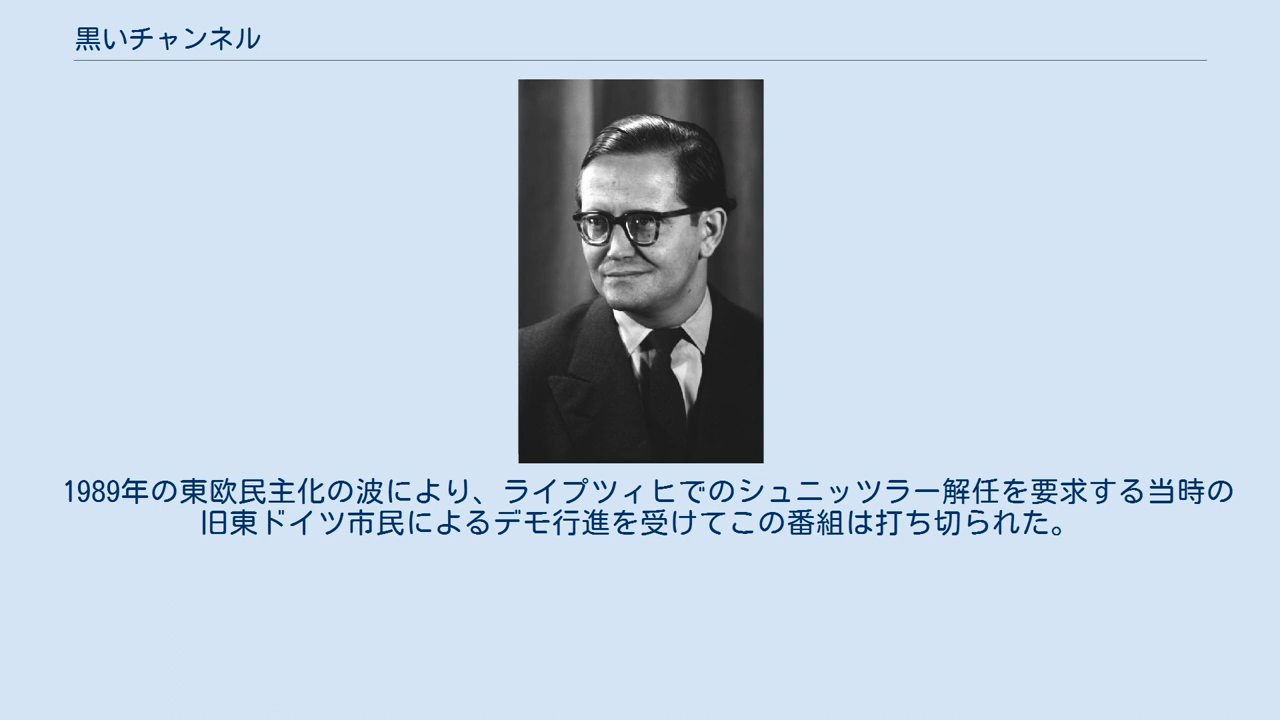 黒いチャンネル
1989年の東欧民主化の波により、ライプツィヒでのシュニッツラー解任を要求する当時の
旧東ドイツ市民によるデモ行進を受けてこの番組は打ち切られた。